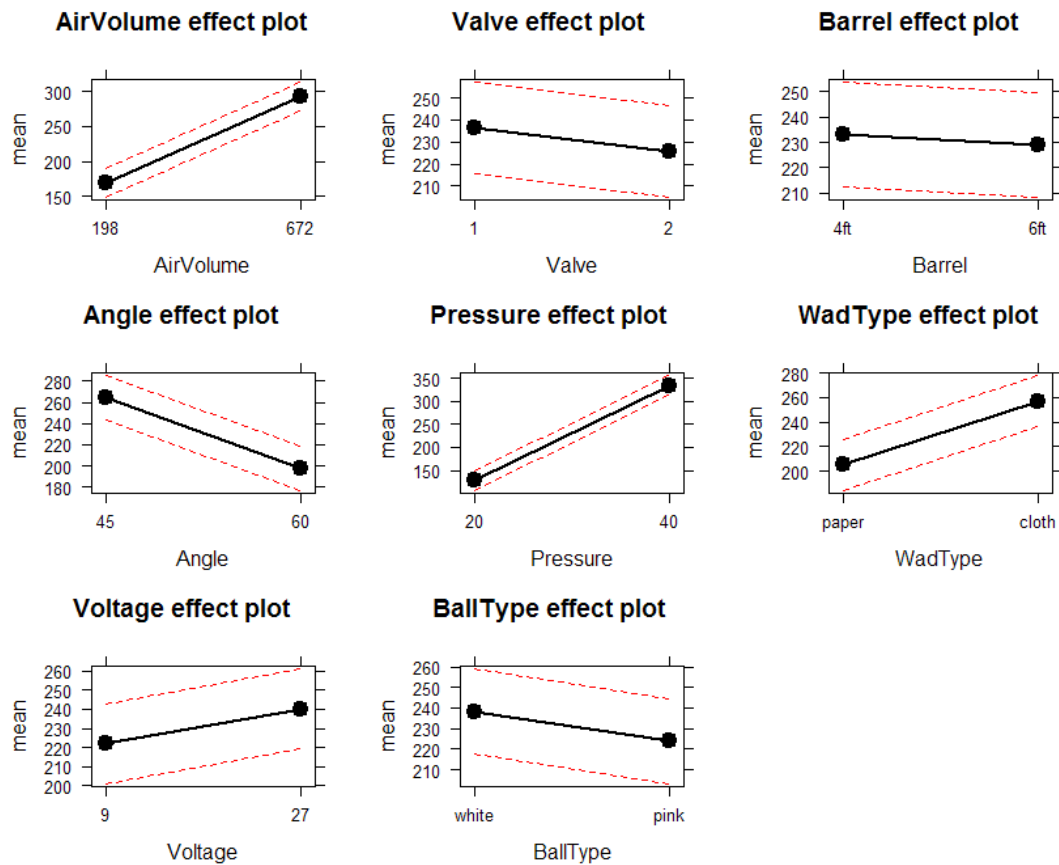 AirVolume effect plot
300
250
200
150
mean
198
672
AirVolume
Valve effect plot
250
240
230
220
210
mean
1
2
Valve
Barrel effect plot
250
240
230
220
210
mean
4ft
6ft
Barrel
Angle effect plot
280
260
240
220
200
180
mean
45
60
Angle
Pressure effect plot
350
300
250
200
150
mean
20
40
Pressure
WadType effect plot
280
260
240
220
200
mean
paper
cloth
WadType
Voltage effect plot
260
250
240
230
220
210
200
mean
9
27
Voltage
BallType effect plot
260
250
240
230
220
210
mean
white
pink
BallType